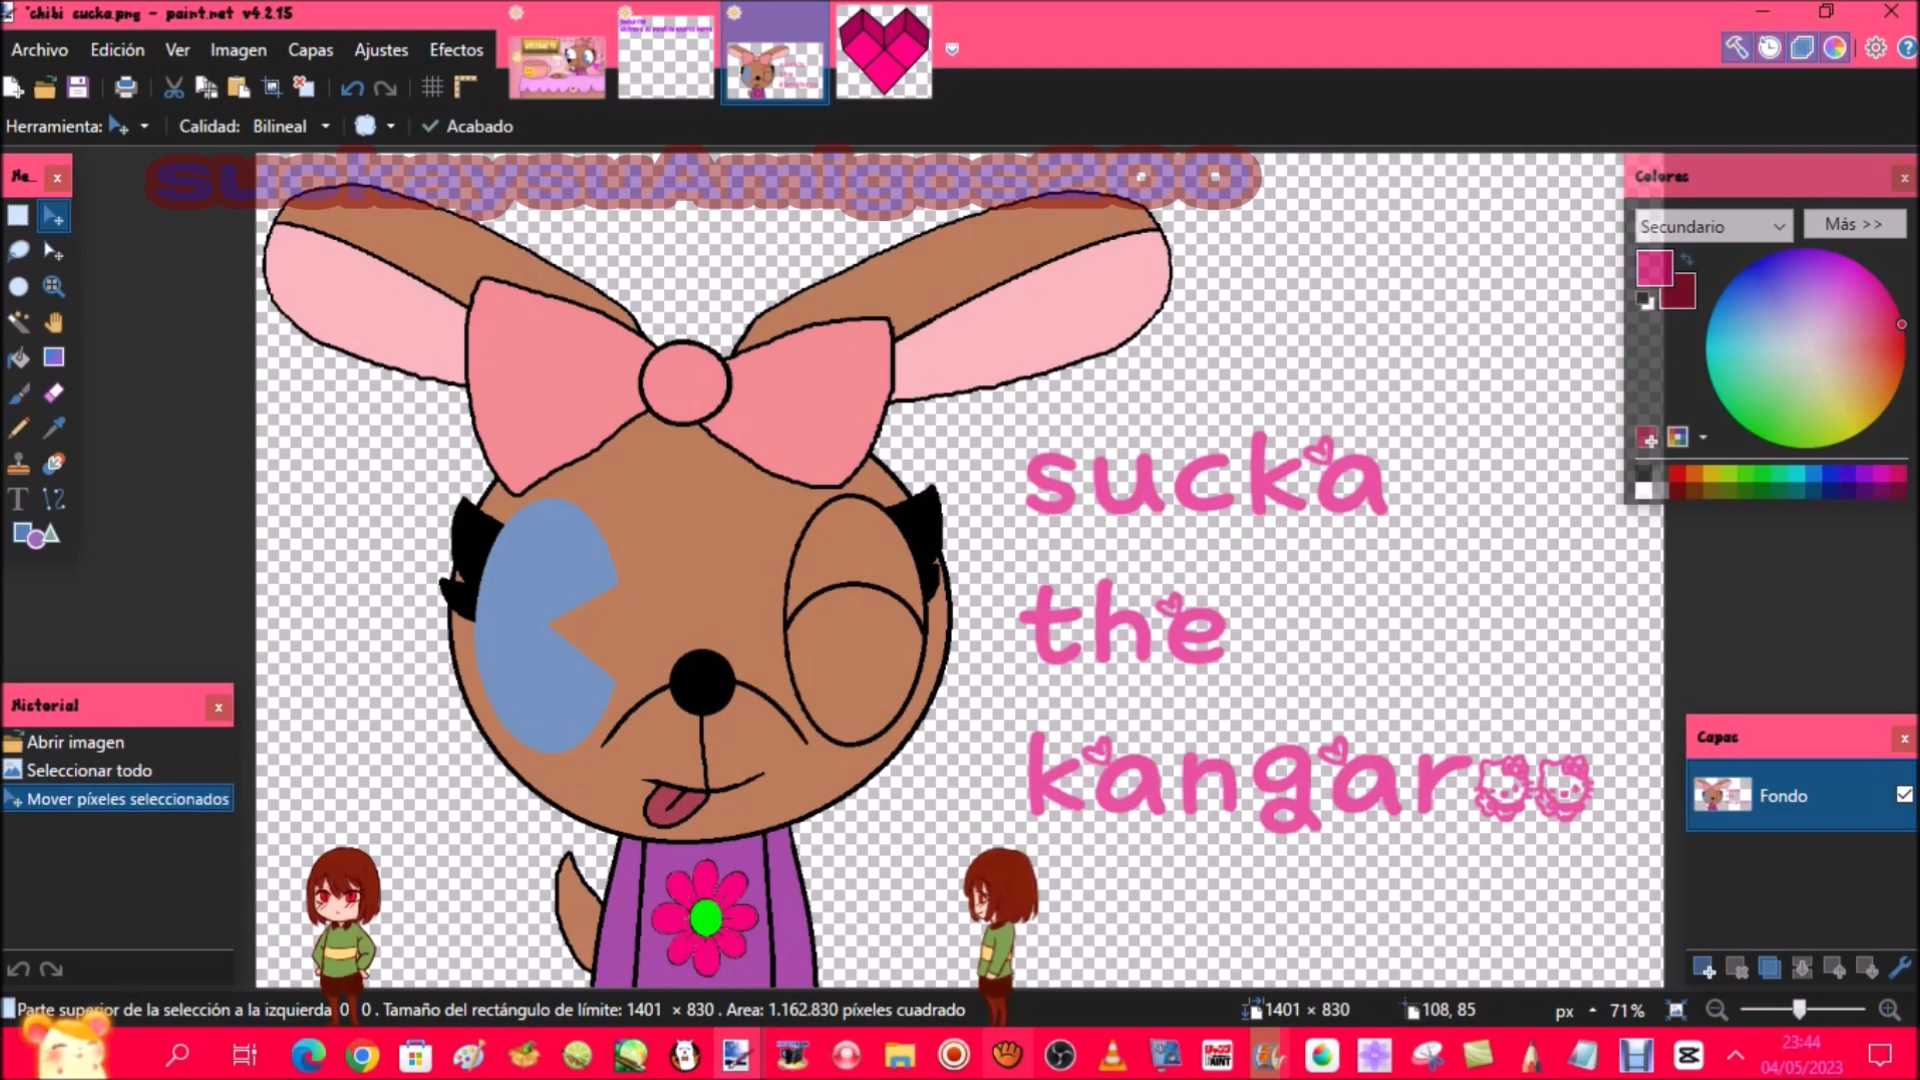 *chibi sucka.png - paint.net v4.2.15
Archivo Edición Ver Imagen Capas Ajustes Efectos
Herramienta: Calidad: Bilineal Acabado
suckaysuAmigos200
He...
Colores
Secundario Más >>
sucka
the
kangaroo
Historial
Abrir imagen
Seleccionar todo
Mover píxeles seleccionados
Capas
Fondo
Parte superior de la selección a la izquierda 0 0 . Tamaño del rectángulo de límite: 1401 × 830 . Area: 1.162.830 píxeles cuadrado
1401 × 830 108, 85 px 71%
23:44
04/05/2023